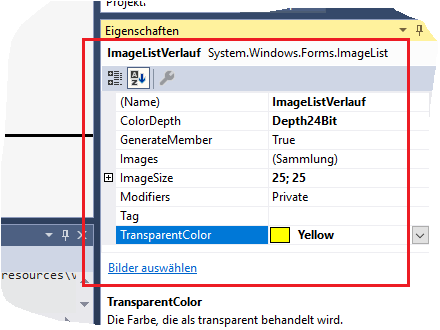 Projekt.
Eigenschaften
ImageListVerlauf System.Windows.Forms.ImageList
(Name) ImageListVerlauf
ColorDepth Depth24Bit
GenerateMember True
Images (Sammlung)
ImageSize 25; 25
Modifiers Private
Tag
TransparentColor Yellow
Bilder auswählen
resources\V
TransparentColor
Die Farbe, die als transparent behandelt wird.